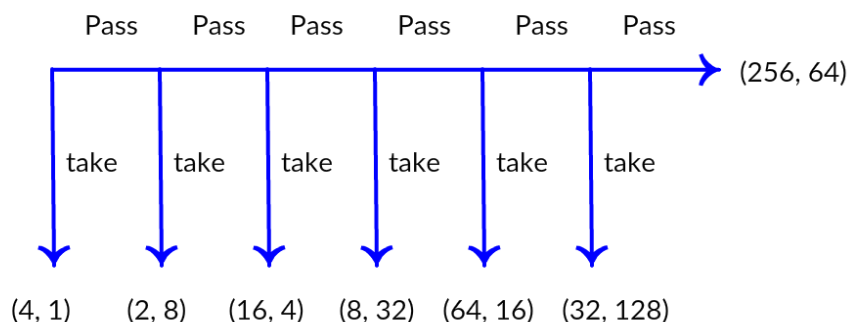 Pass Pass Pass Pass Pass Pass
(256, 64)
take take take take take take
(4, 1) (2, 8) (16, 4) (8, 32) (64, 16) (32, 128)